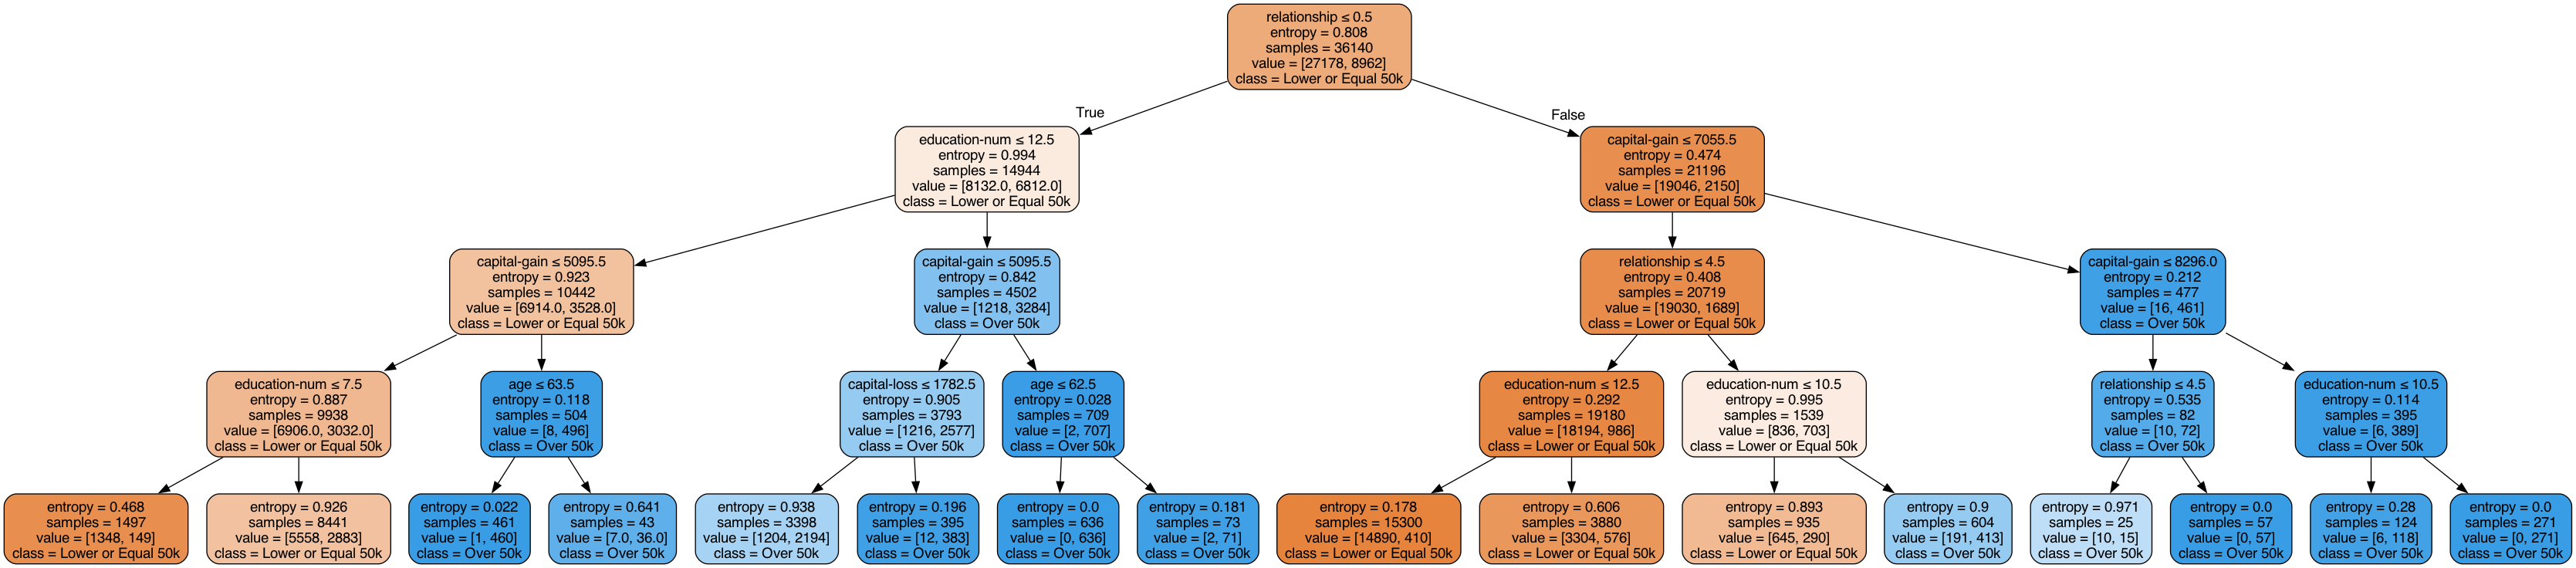 relationship ≤ 0.5
entropy = 0.808
samples = 36140
value = [27178, 8962]
class = Lower or Equal 50k
True
False
education-num ≤ 12.5
entropy = 0.994
samples = 14944
value = [8132.0, 6812.0]
class = Lower or Equal 50k
capital-gain ≤ 7055.5
entropy = 0.474
samples = 21196
value = [19046, 2150]
class = Lower or Equal 50k
capital-gain ≤ 5095.5
entropy = 0.923
samples = 10442
value = [6914.0, 3528.0]
class = Lower or Equal 50k
capital-gain ≤ 5095.5
entropy = 0.842
samples = 4502
value = [1218, 3284]
class = Over 50k
relationship ≤ 4.5
entropy = 0.408
samples = 20719
value = [19030, 1689]
class = Lower or Equal 50k
capital-gain ≤ 8296.0
entropy = 0.212
samples = 477
value = [16, 461]
class = Over 50k
education-num ≤ 7.5
entropy = 0.887
samples = 9938
value = [6906.0, 3032.0]
class = Lower or Equal 50k
age ≤ 63.5
entropy = 0.118
samples = 504
value = [8, 496]
class = Over 50k
capital-loss ≤ 1782.5
entropy = 0.905
samples = 3793
value = [1216, 2577]
class = Over 50k
age ≤ 62.5
entropy = 0.028
samples = 709
value = [2, 707]
class = Over 50k
education-num ≤ 12.5
entropy = 0.292
samples = 19180
value = [18194, 986]
class = Lower or Equal 50k
education-num ≤ 10.5
entropy = 0.995
samples = 1539
value = [836, 703]
class = Lower or Equal 50k
relationship ≤ 4.5
entropy = 0.535
samples = 82
value = [10, 72]
class = Over 50k
education-num ≤ 10.5
entropy = 0.114
samples = 395
value = [6, 389]
class = Over 50k
entropy = 0.468
samples = 1497
value = [1348, 149]
class = Lower or Equal 50k
entropy = 0.926
samples = 8441
value = [5558, 2883]
class = Lower or Equal 50k
entropy = 0.022
samples = 461
value = [1, 460]
class = Over 50k
entropy = 0.641
samples = 43
value = [7.0, 36.0]
class = Over 50k
entropy = 0.938
samples = 3398
value = [1204, 2194]
class = Over 50k
entropy = 0.196
samples = 395
value = [12, 383]
class = Over 50k
entropy = 0.0
samples = 636
value = [0, 636]
class = Over 50k
entropy = 0.181
samples = 73
value = [2, 71]
class = Over 50k
entropy = 0.178
samples = 15300
value = [14890, 410]
class = Lower or Equal 50k
entropy = 0.606
samples = 3880
value = [3304, 576]
class = Lower or Equal 50k
entropy = 0.893
samples = 935
value = [645, 290]
class = Lower or Equal 50k
entropy = 0.9
samples = 604
value = [191, 413]
class = Over 50k
entropy = 0.971
samples = 25
value = [10, 15]
class = Over 50k
entropy = 0.0
samples = 57
value = [0, 57]
class = Over 50k
entropy = 0.28
samples = 124
value = [6, 118]
class = Over 50k
entropy = 0.0
samples = 271
value = [0, 271]
class = Over 50k